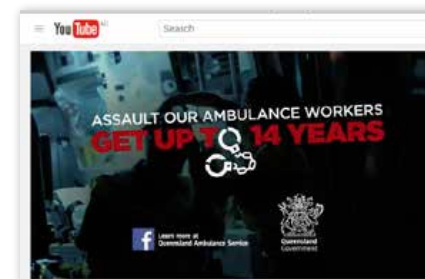 YouTube
Search
ASSAULT OUR AMBULANCE WORKERS
GET UP TO 14 YEARS
Learn more at
Queensland Ambulance Service
Queensland
Government